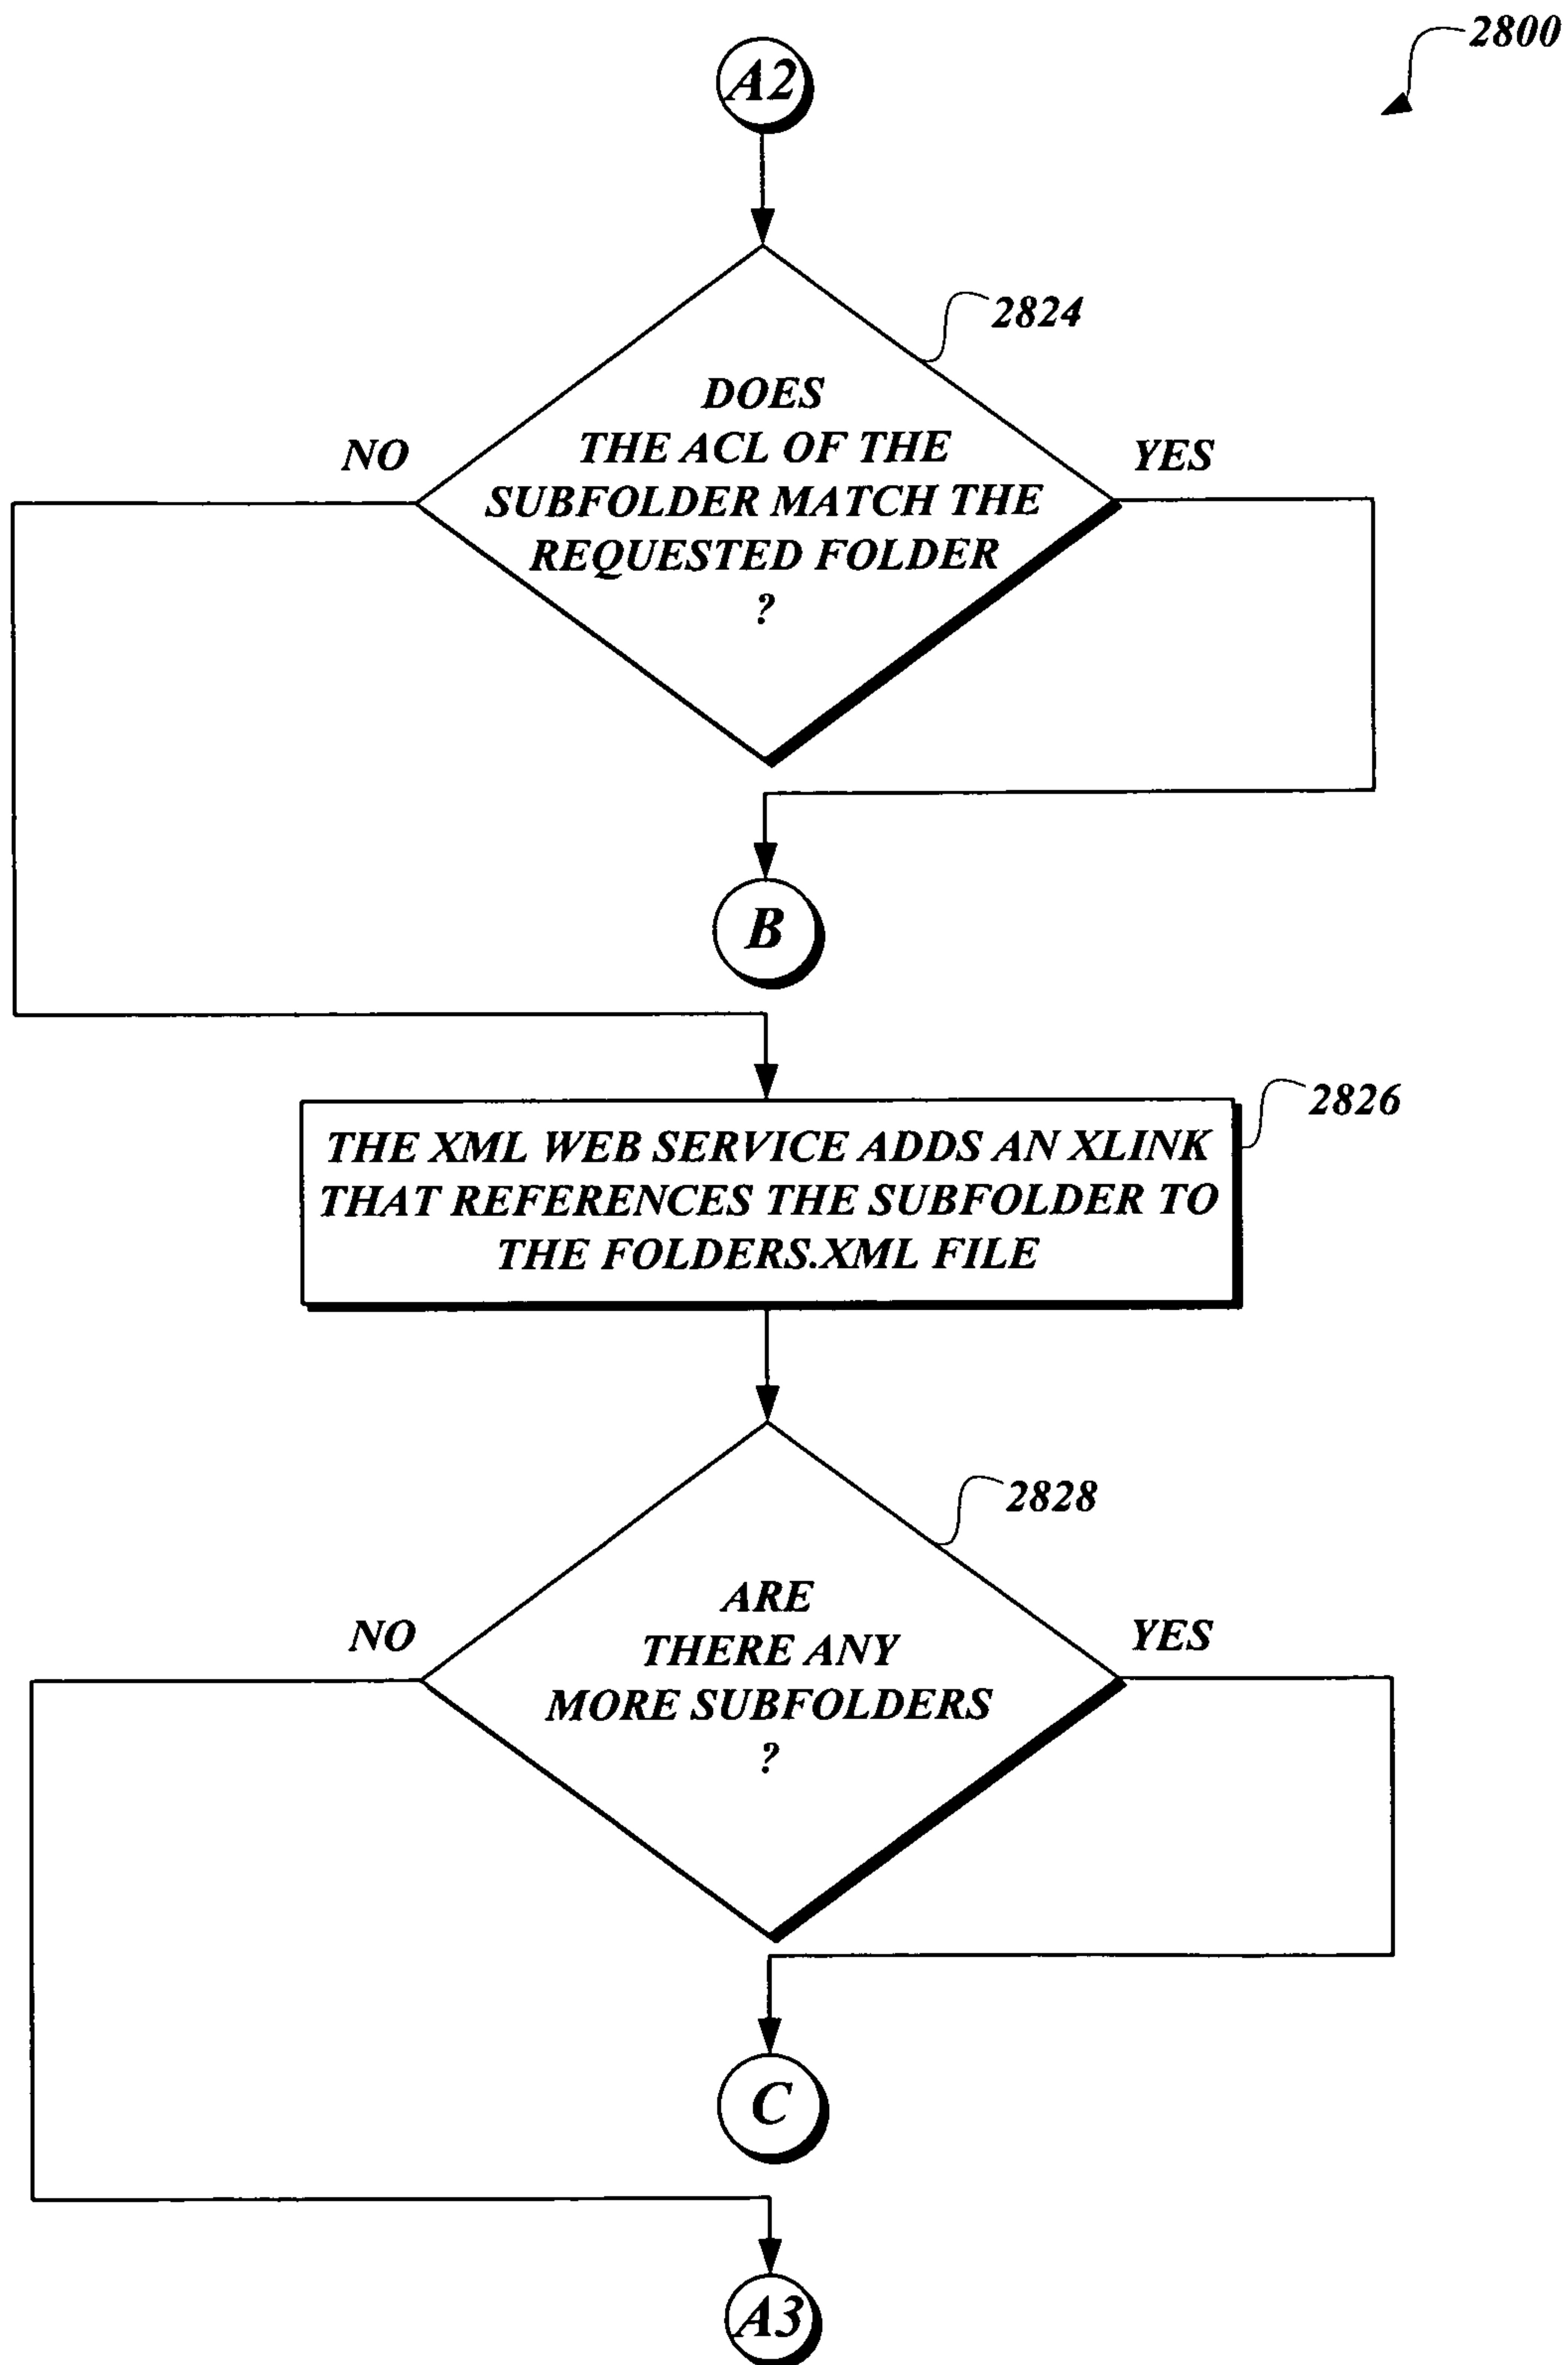 2800
A2
2824
DOES
THE ACL OF THE
SUBFOLDER MATCH THE
REQUESTED FOLDER
?
NO
YES
B
2826
THE XML WEB SERVICE ADDS AN XLINK
THAT REFERENCES THE SUBFOLDER TO
THE FOLDERS.XML FILE
2828
ARE
THERE ANY
MORE SUBFOLDERS
?
NO
YES
C
A3